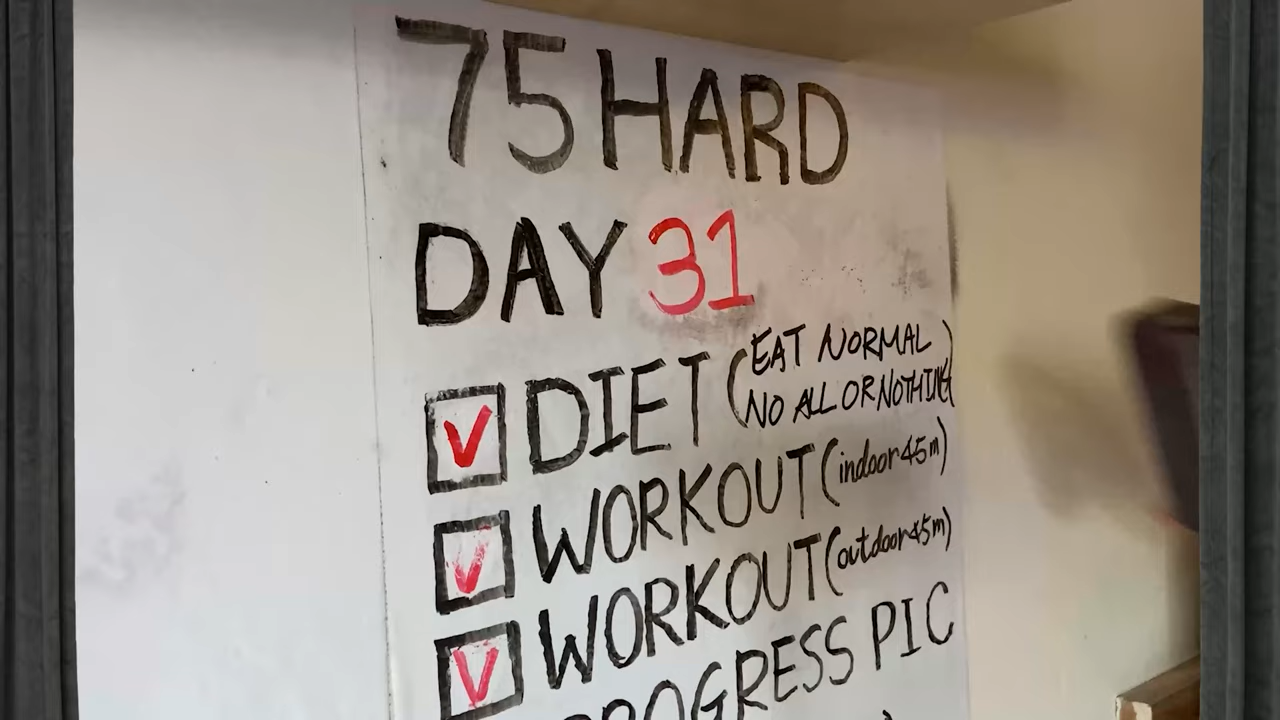 75 HARD
DAY 31
DIET (EAT NORMAL
NO ALL OR NOTHING)
WORKOUT (indoor 45m)
WORKOUT (outdoor 45m)
PROGRESS PIC